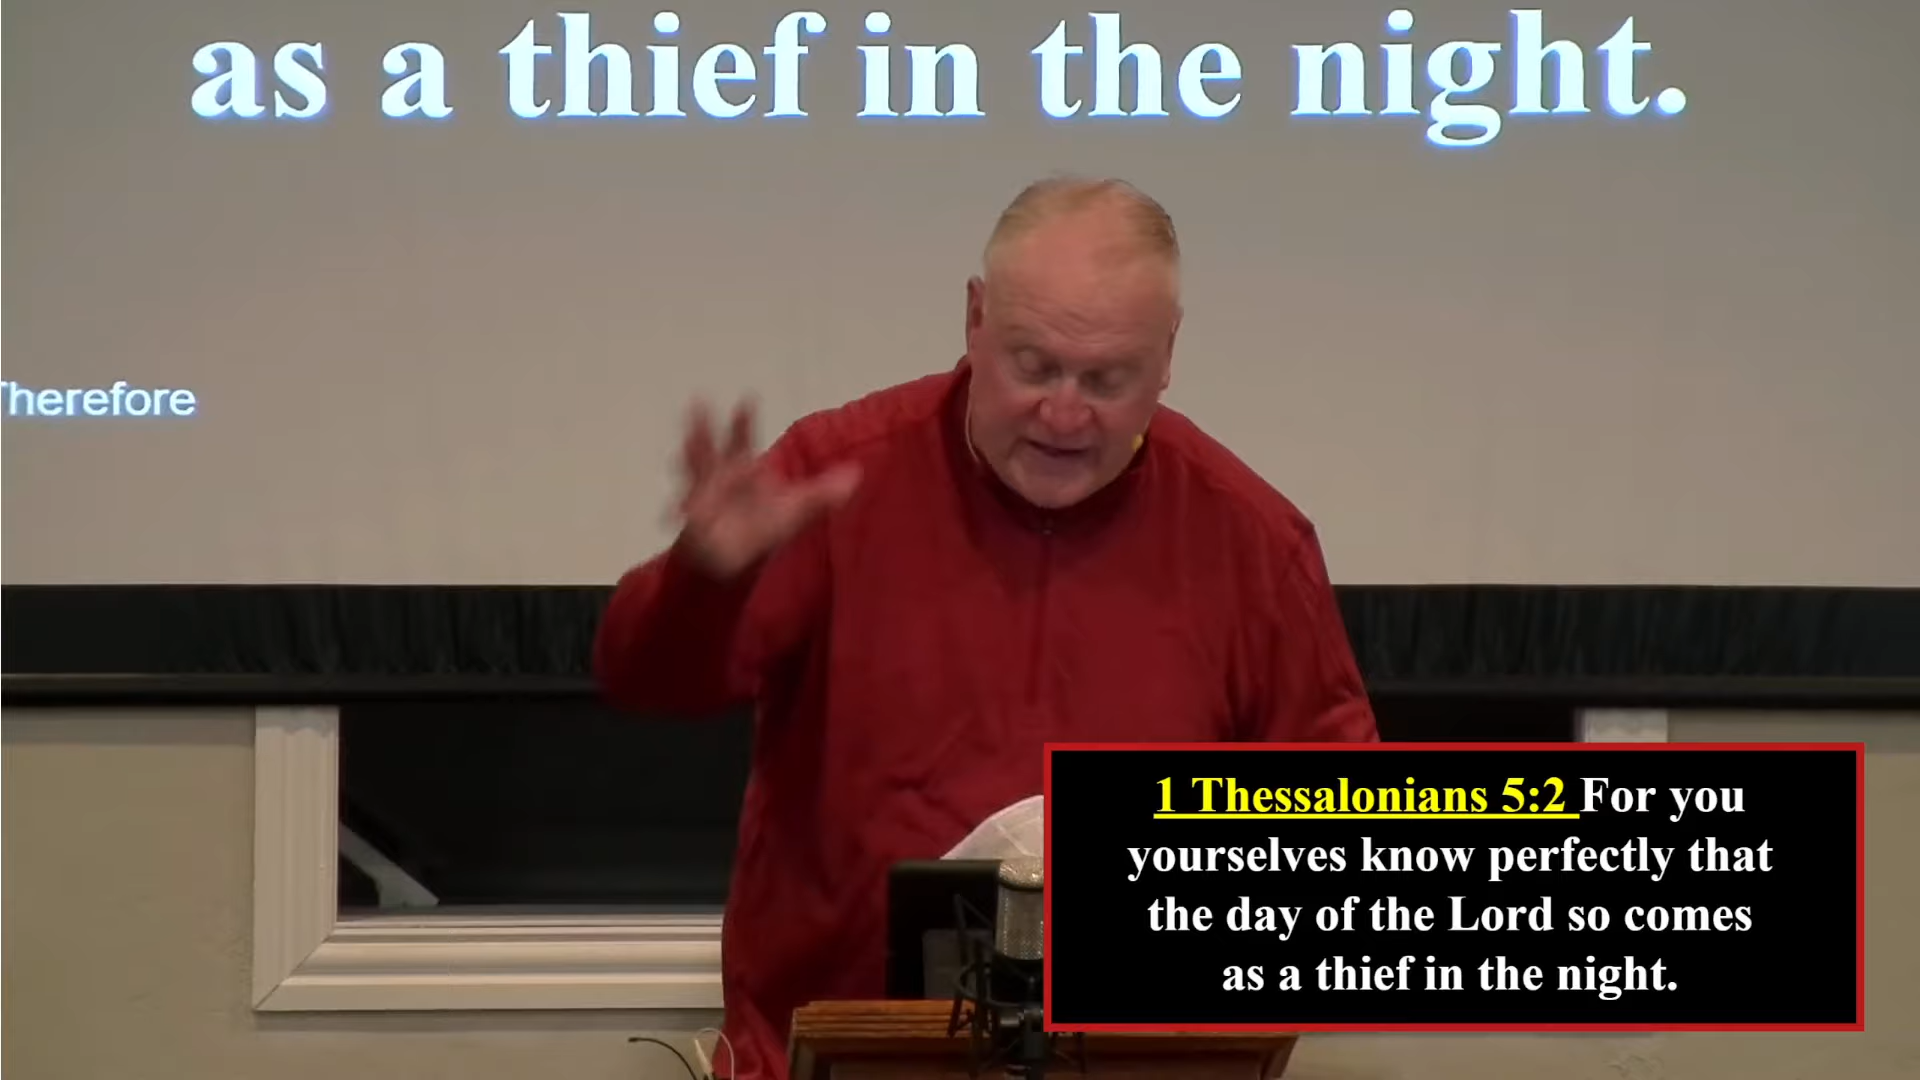 as a thief in the night.
Therefore
1 Thessalonians 5:2 For you
yourselves know perfectly that
the day of the Lord so comes
as a thief in the night.